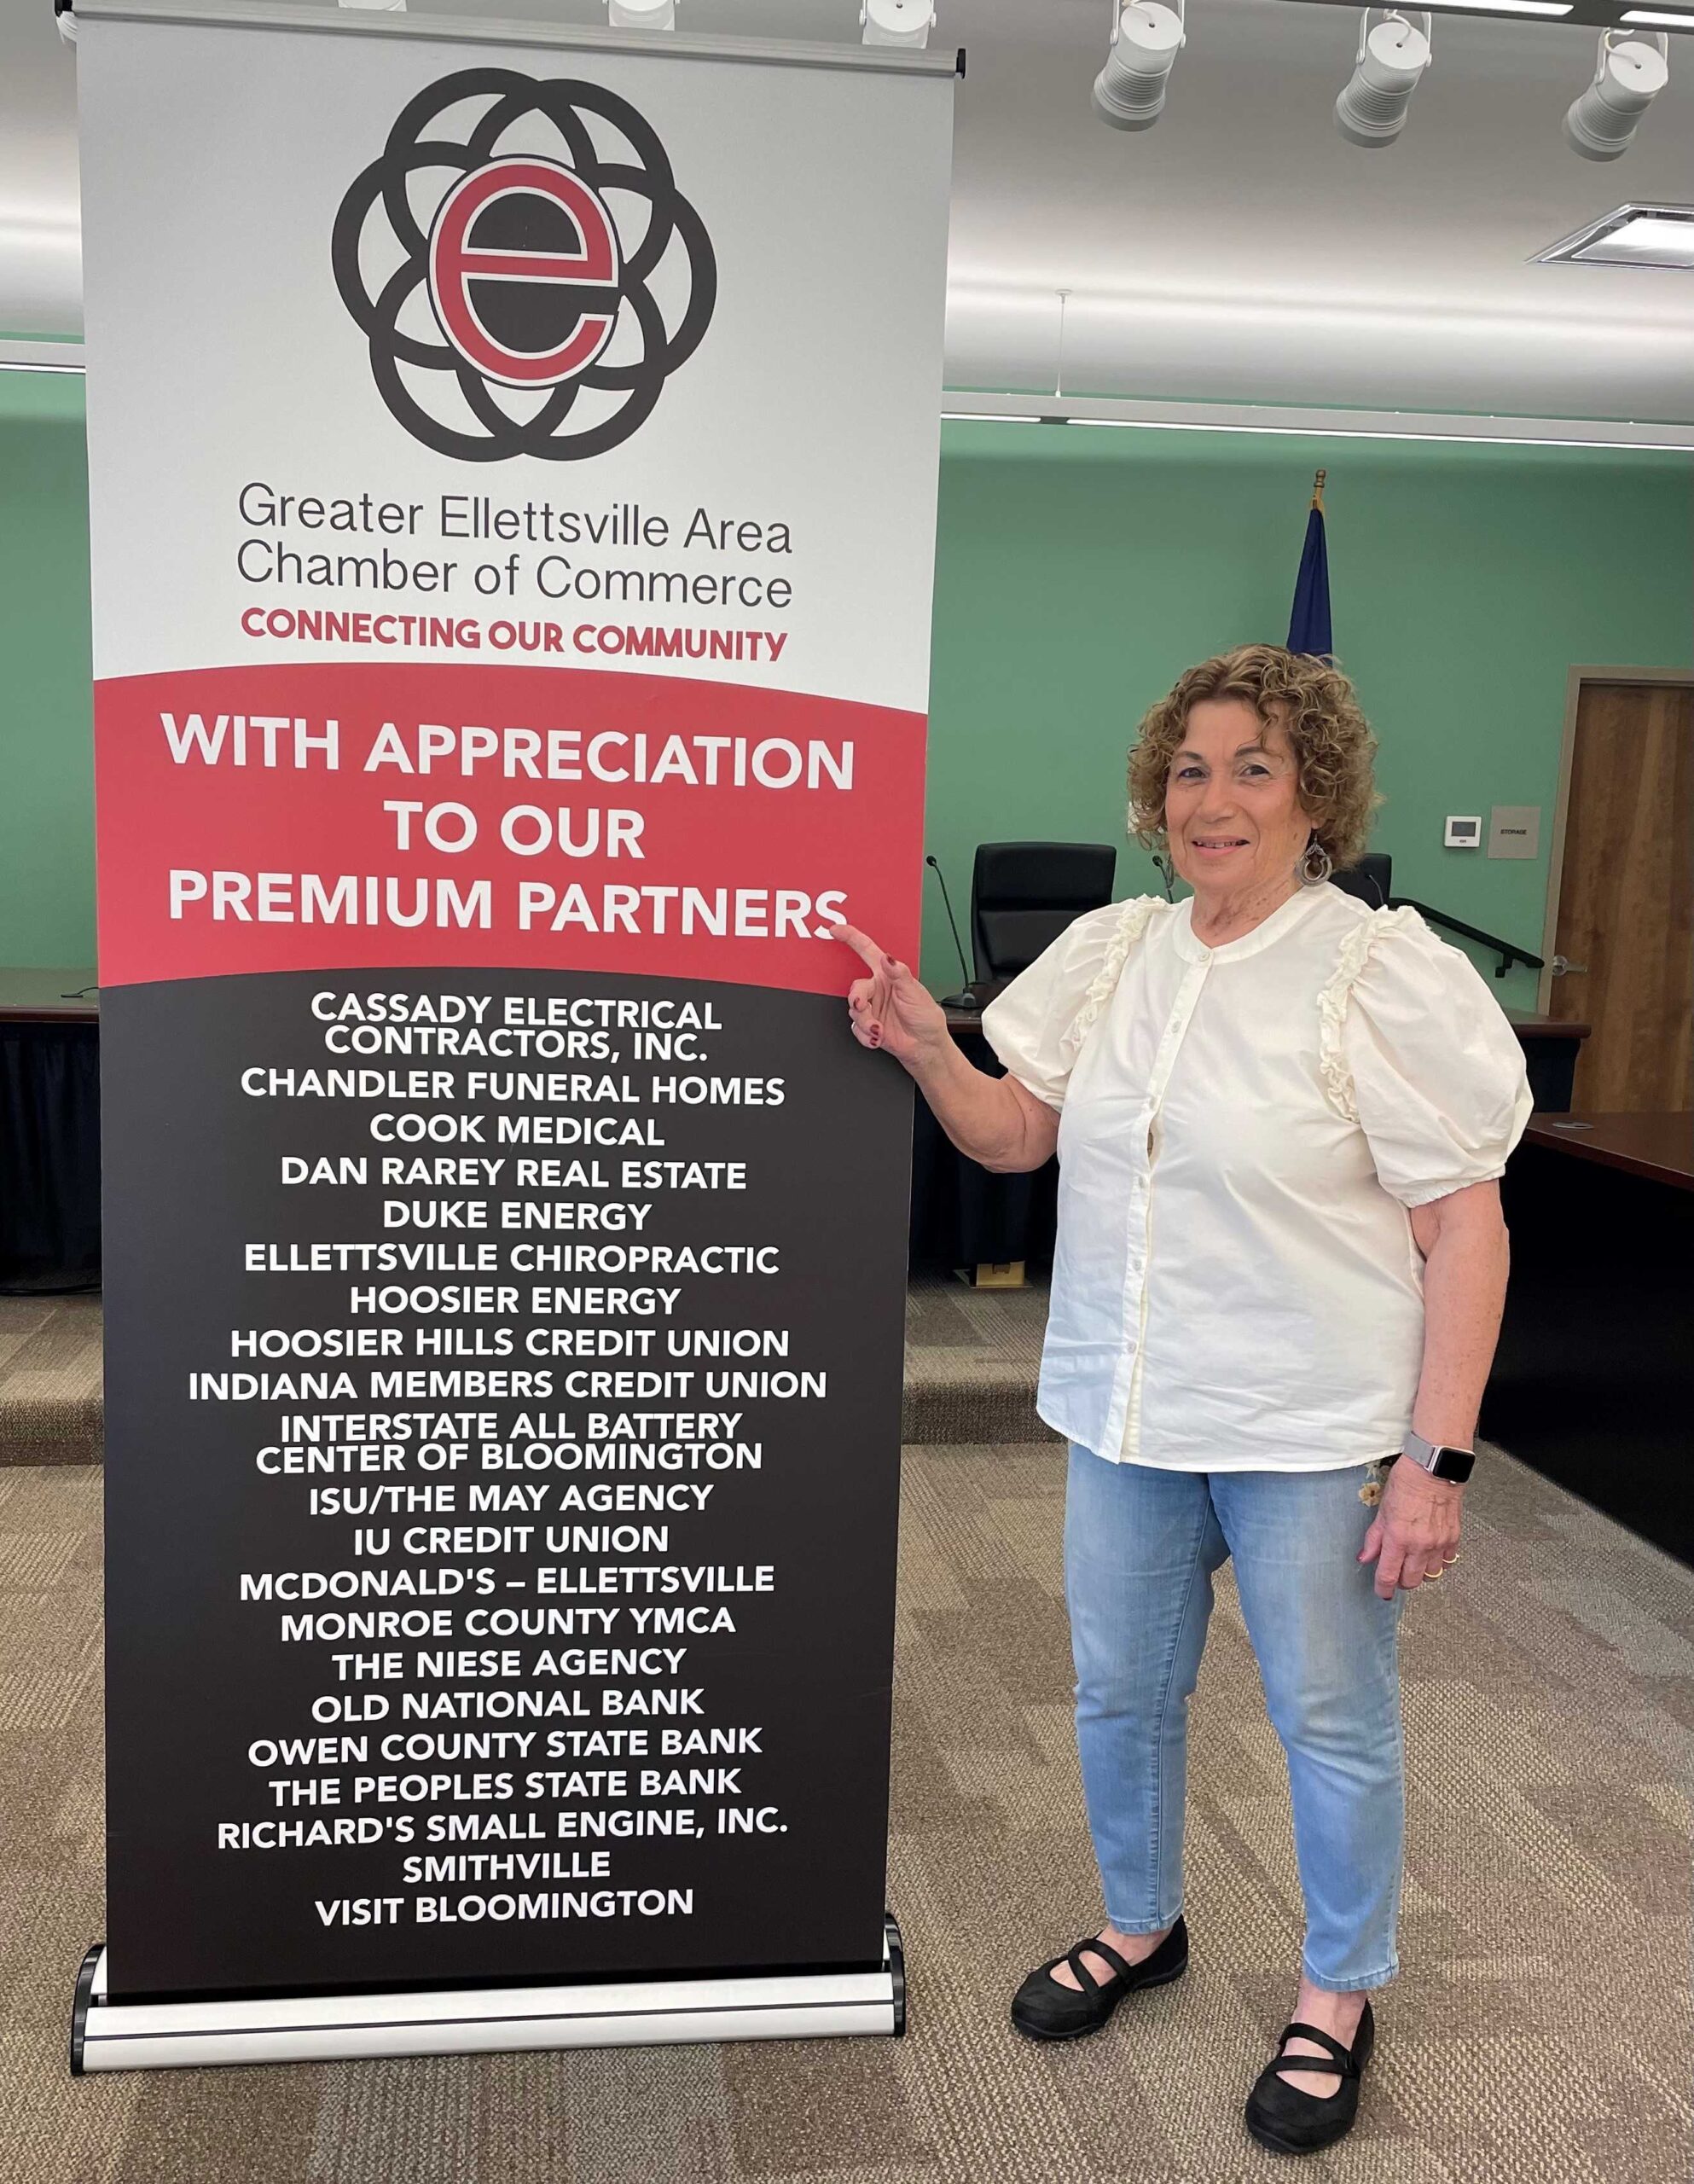 e
Greater Ellettsville Area
Chamber of Commerce
CONNECTING OUR COMMUNITY
WITH APPRECIATION
TO OUR
PREMIUM PARTNERS
CASSADY ELECTRICAL
CONTRACTORS, INC.
CHANDLER FUNERAL HOMES
COOK MEDICAL
DAN RAREY REAL ESTATE
DUKE ENERGY
ELLETTSVILLE CHIROPRACTIC
HOOSIER ENERGY
HOOSIER HILLS CREDIT UNION
INDIANA MEMBERS CREDIT UNION
INTERSTATE ALL BATTERY
CENTER OF BLOOMINGTON
ISU/THE MAY AGENCY
IU CREDIT UNION
MCDONALD'S – ELLETTSVILLE
MONROE COUNTY YMCA
THE NIESE AGENCY
OLD NATIONAL BANK
OWEN COUNTY STATE BANK
THE PEOPLES STATE BANK
RICHARD'S SMALL ENGINE, INC.
SMITHVILLE
VISIT BLOOMINGTON
STORAGE